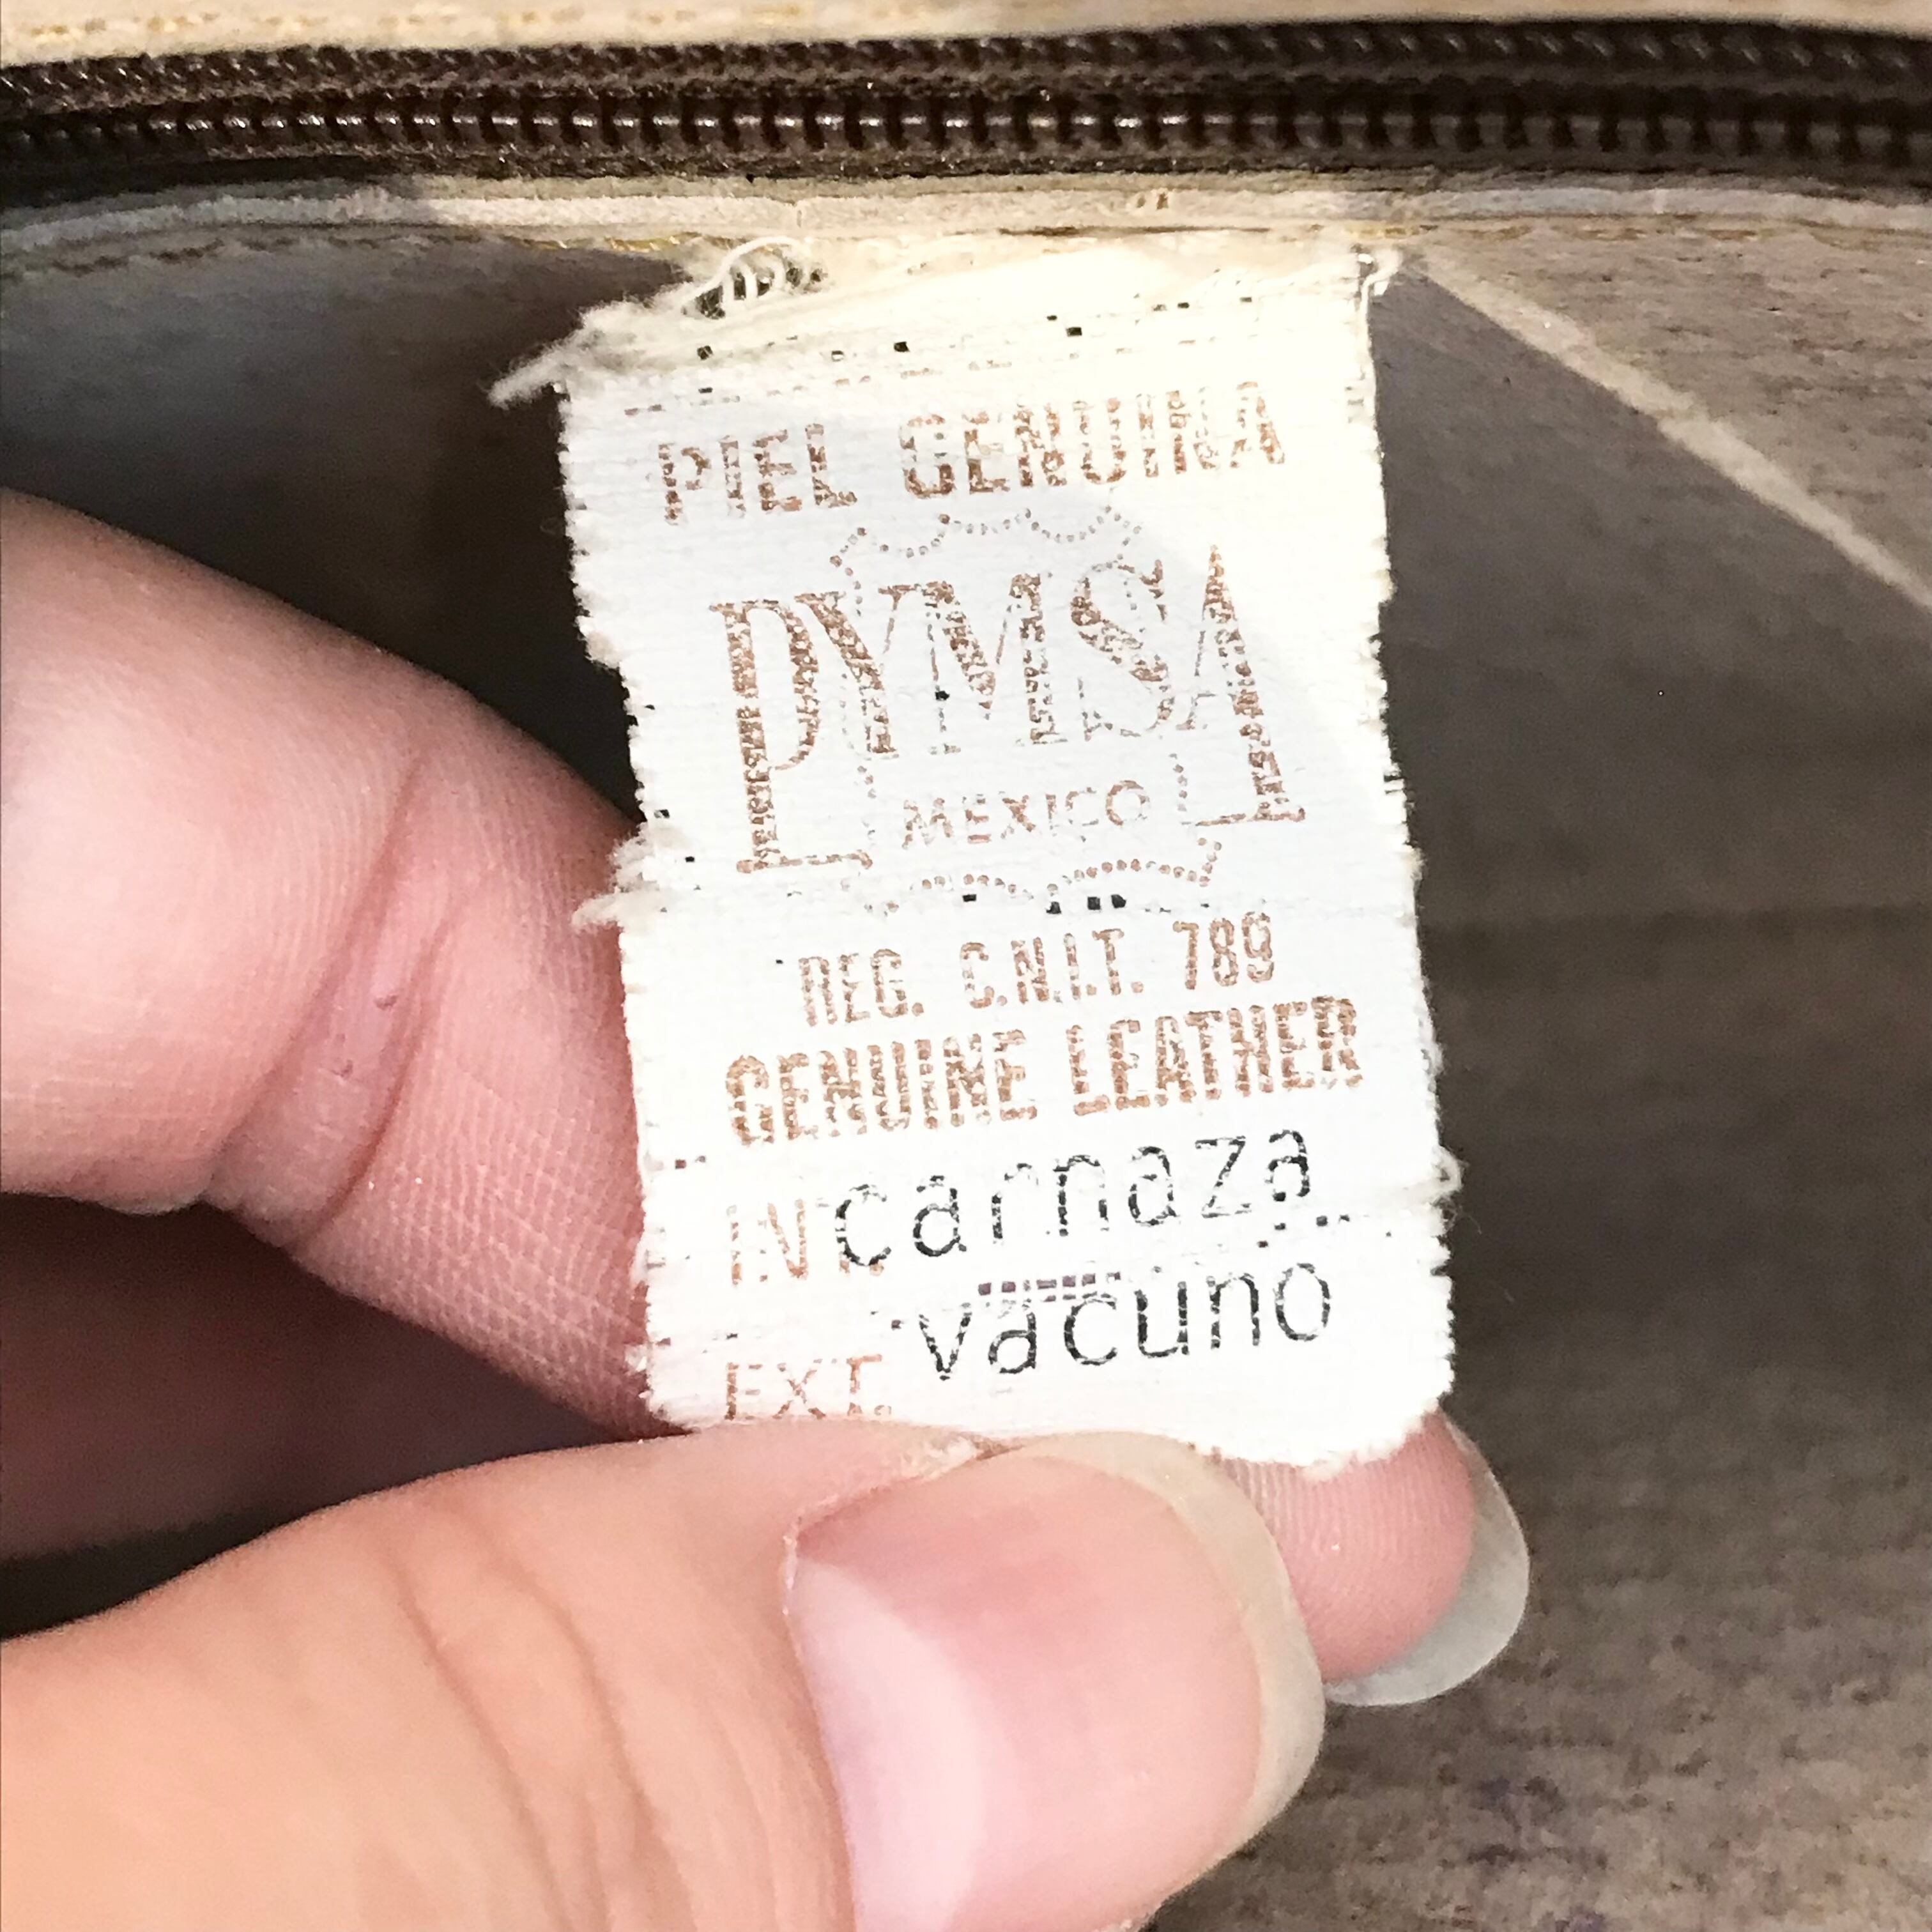 PIEL GENUINA
PYMSA
MEXICO
REG. C.N.I.T. 789
GENUINE LEATHER
INT. carnaza
EXT. vacuno